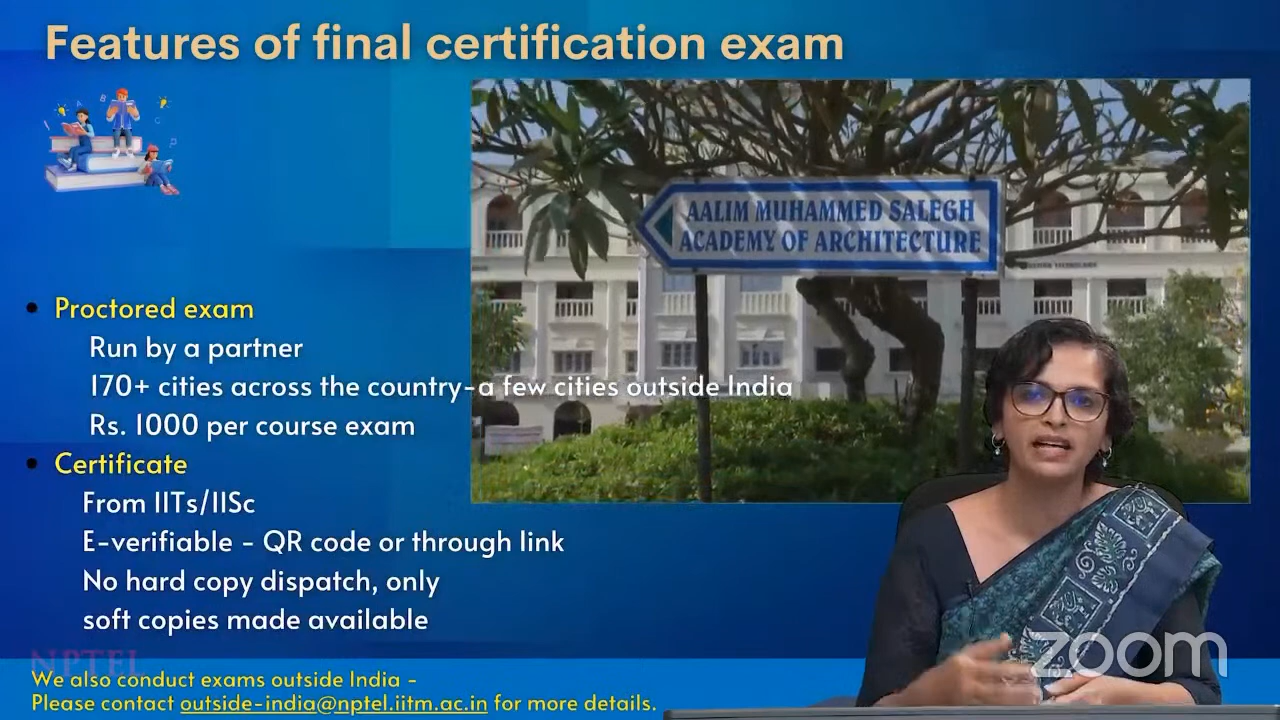 Features of final certification exam
AALIM MUHAMMED SALEGH
ACADEMY OF ARCHITECTURE
Proctored exam
Run by a partner
170+ cities across the country-a few cities outside India
Rs. 1000 per course exam
Certificate
From IITs/IISc
E-verifiable - QR code or through link
No hard copy dispatch, only
soft copies made available
zoom
NPTEL
We also conduct exams outside India -
Please contact outside-india@nptel.iitm.ac.in for more details.